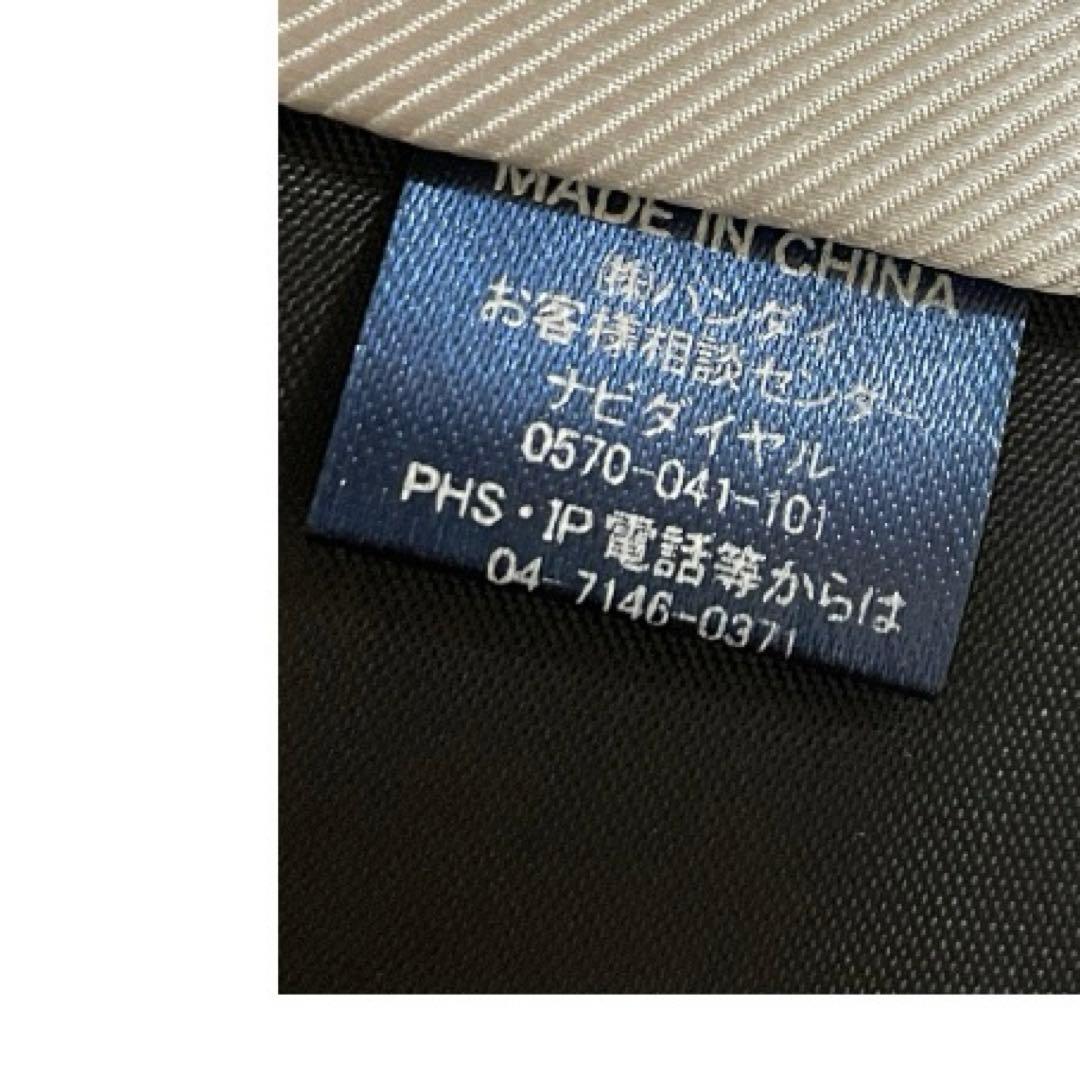 MADE IN CHINA
㈱バンダイ
お客様相談センター
ナビダイヤル
0570-041-101
PHS・IP電話等からは
04-7146-0371